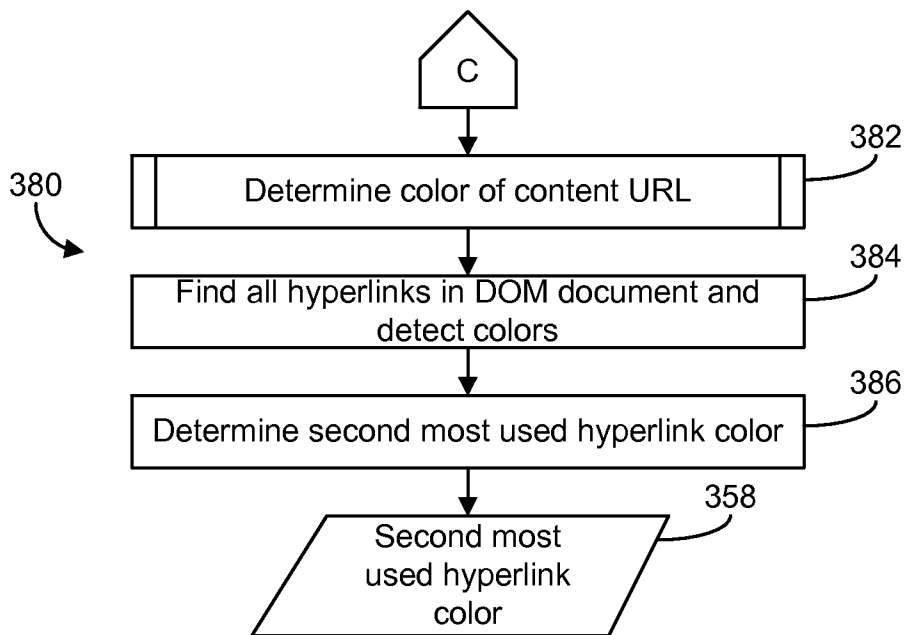 C
382
Determine color of content URL
380
384
Find all hyperlinks in DOM document and
detect colors
386
Determine second most used hyperlink color
358
Second most
used hyperlink
color